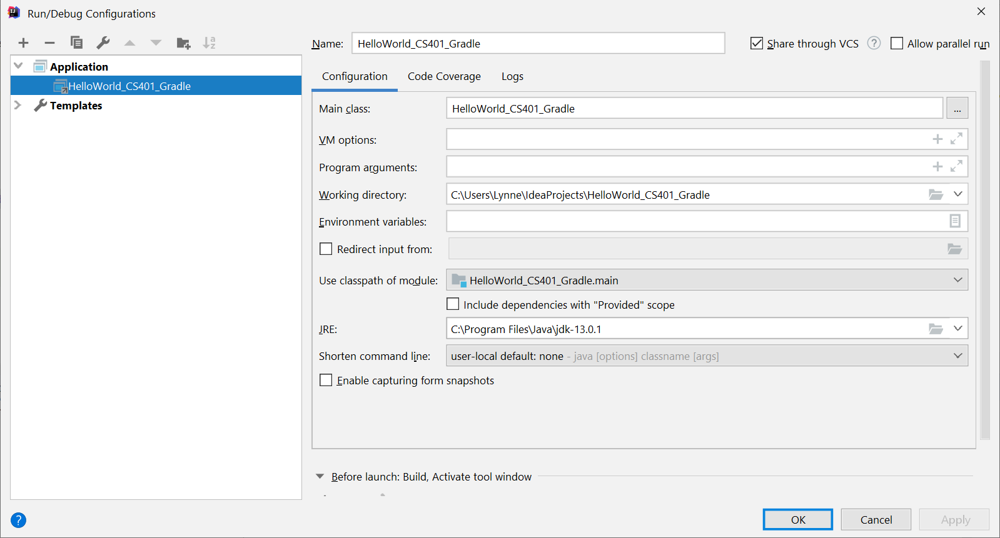 Run/Debug Configurations
Name: HelloWorld_CS401_Gradle Share through VCS ? Allow parallel run
Application
HelloWorld_CS401_Gradle
Templates
Configuration Code Coverage Logs
Main class: HelloWorld_CS401_Gradle ...
VM options:
Program arguments:
Working directory: C:\Users\Lynne\IdeaProjects\HelloWorld_CS401_Gradle
Environment variables:
Redirect input from:
Use classpath of module: HelloWorld_CS401_Gradle.main
Include dependencies with "Provided" scope
JRE: C:\Program Files\Java\jdk-13.0.1
Shorten command line: user-local default: none - java [options] classname [args]
Enable capturing form snapshots
Before launch: Build, Activate tool window
? OK Cancel Apply